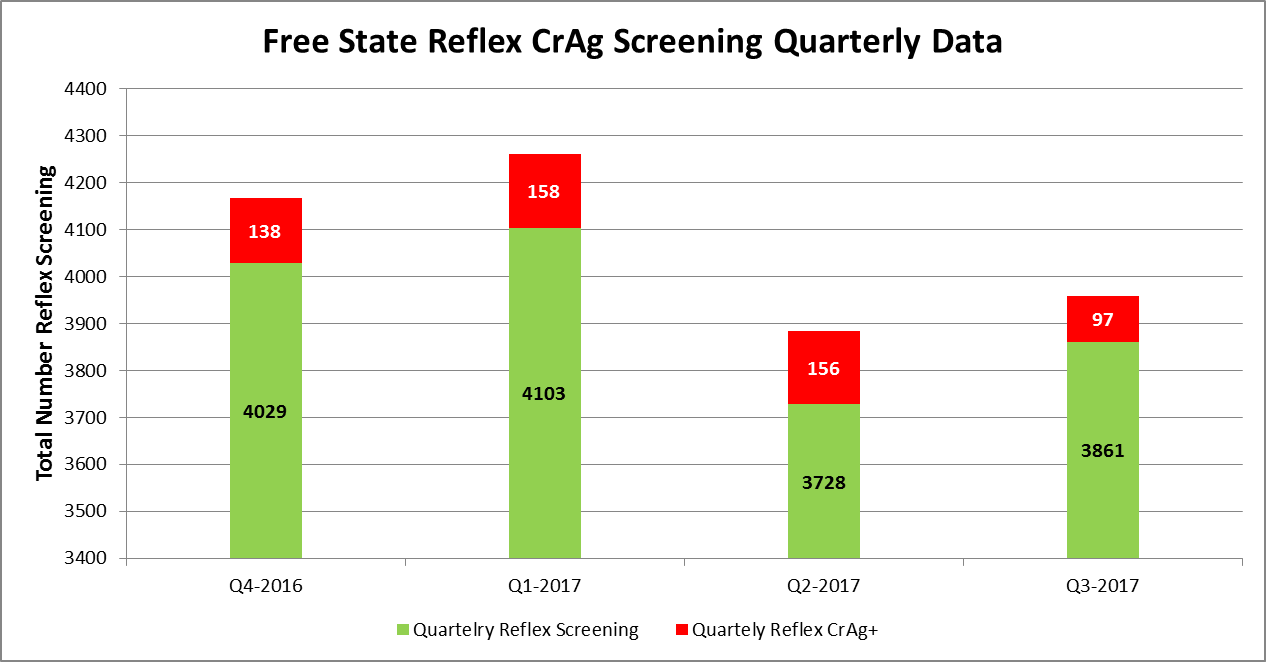 Free State Reflex CrAg Screening Quarterly Data
Total Number Reflex Screening
4400
4300
4200
4100
4000
3900
3800
3700
3600
3500
3400
138
4029
158
4103
156
3728
97
3861
Q4-2016
Q1-2017
Q2-2017
Q3-2017
Quartelry Reflex Screening
Quartely Reflex CrAg+